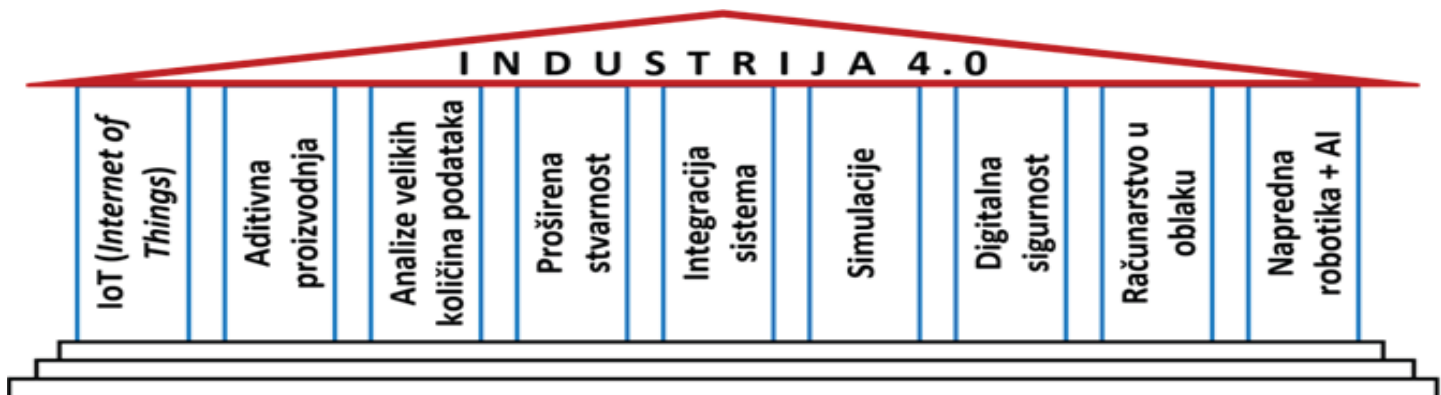 INDUSTRIJA 4.0
IoT (Internet of
Things)
Aditivna
proizvodnja
Analize velikih
količina podataka
Proširena
stvarnost
Integracija
sistema
Simulacije
Digitalna
sigurnost
Računarstvo u
oblaku
Napredna
robotika + AI